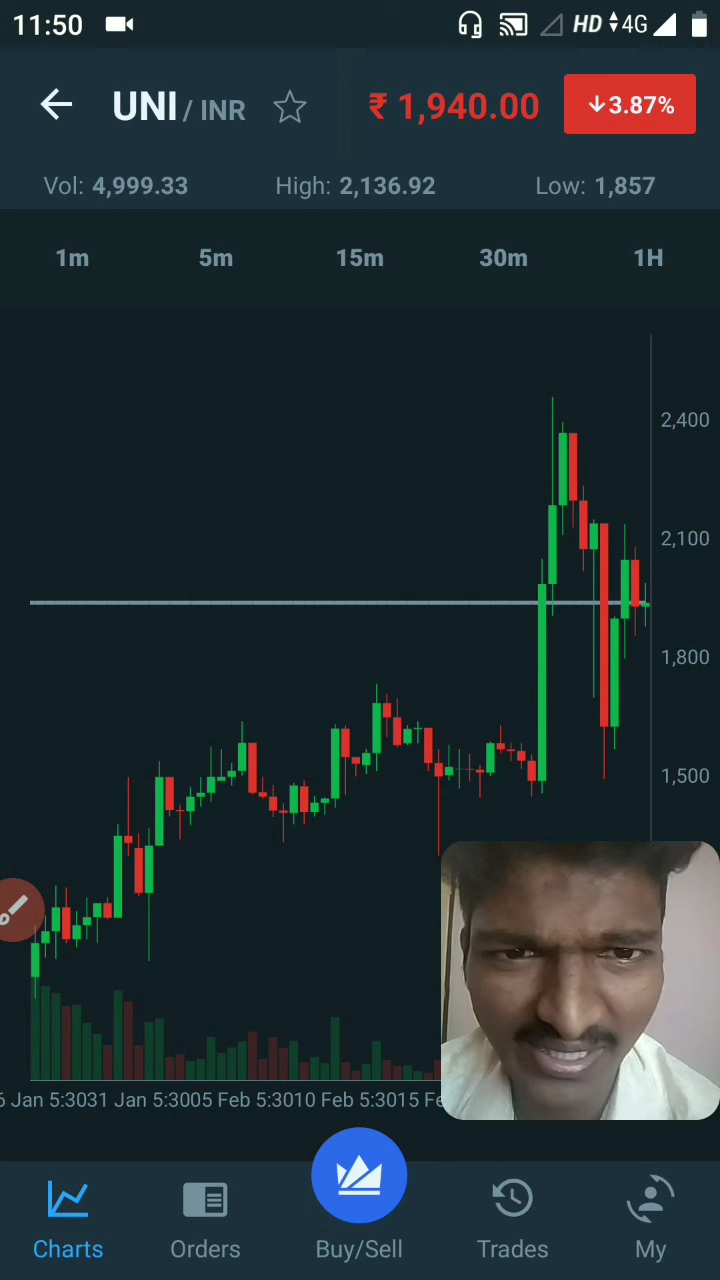 11:50 HD 4G
UNI / INR ₹ 1,940.00 ↓3.87%
Vol: 4,999.33 High: 2,136.92 Low: 1,857
1m 5m 15m 30m 1H
2,400
2,100
1,800
1,500
Jan 5:3031 Jan 5:3005 Feb 5:3010 Feb 5:3015
Charts Orders Buy/Sell Trades My